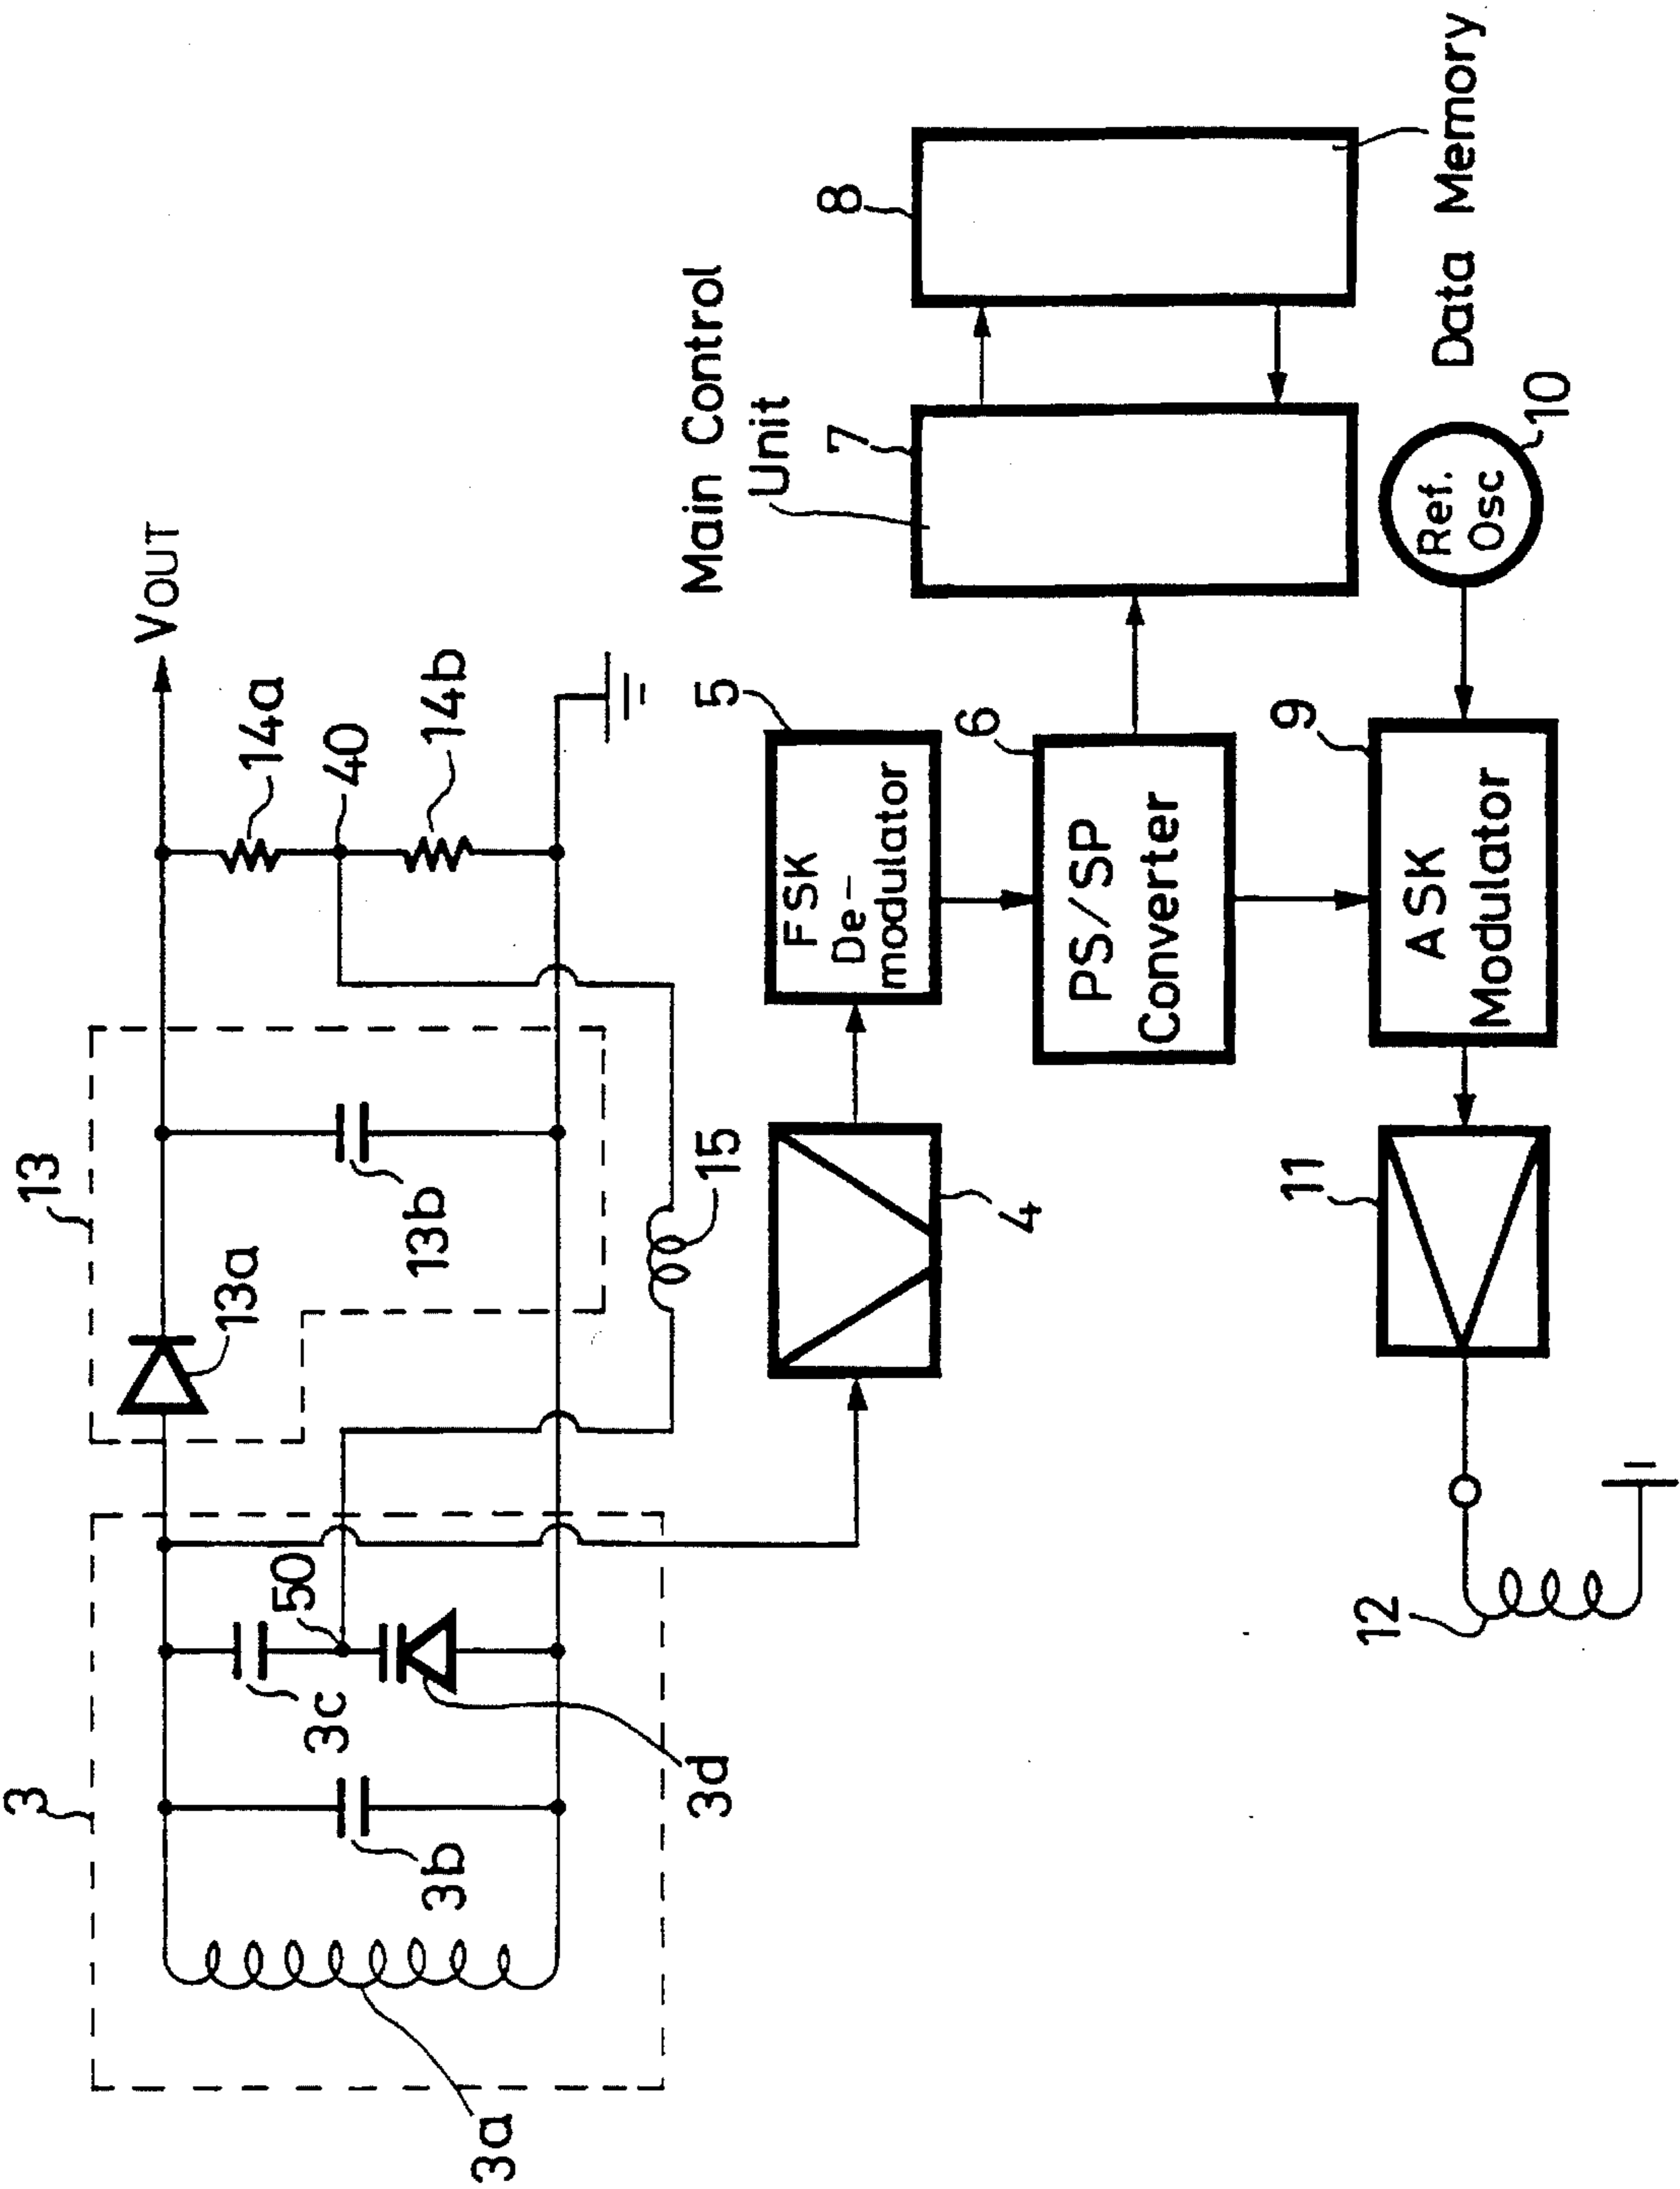 3
3a
3b
3c
50
3d
13
13a
13b
15
VOUT
14a
40
14b
4
5
FSK
De-
modulator
6
PS/SP
Converter
Main Control
Unit
7
8
Data Memory
9
ASK
Modulator
Ref.
Osc
10
11
12